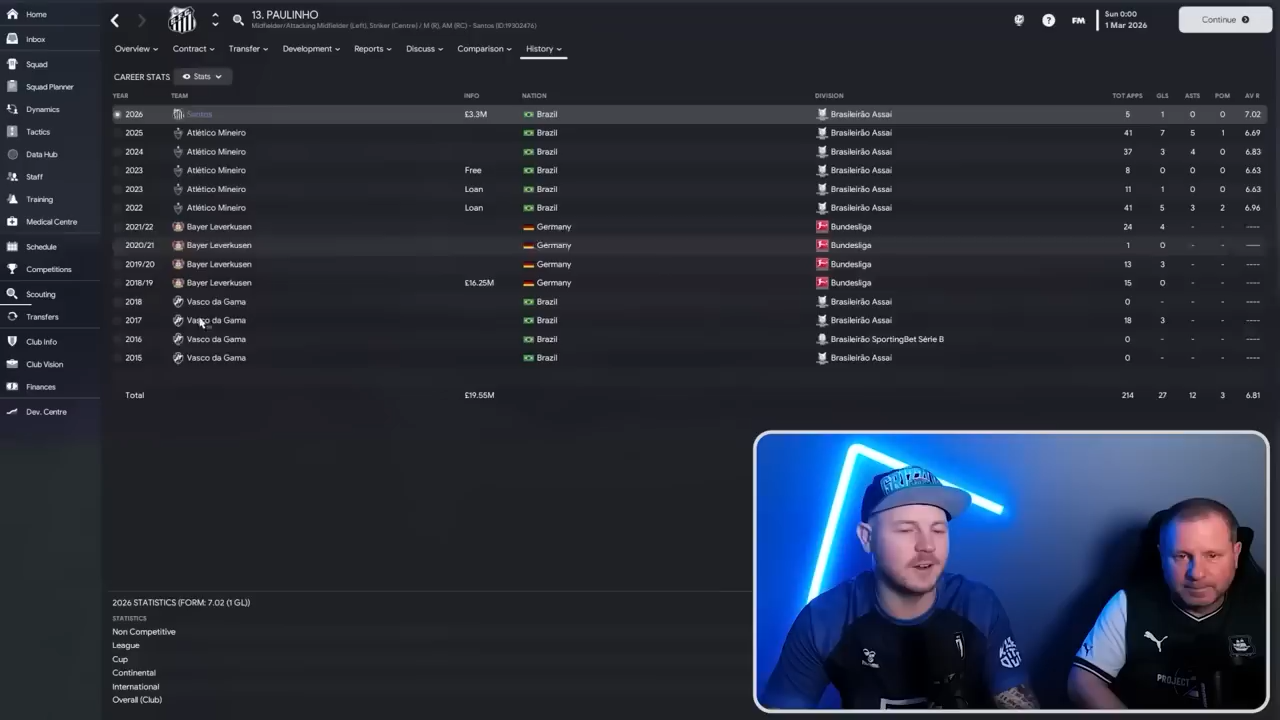 Home
Inbox
Squad
Squad Planner
Dynamics
Tactics
Data Hub
Staff
Training
Medical Centre
Schedule
Competitions
Scouting
Transfers
Club Info
Club Vision
Finances
Dev. Centre
13. PAULINHO
Midfielder/Attacking Midfielder (Left), Striker (Centre) / M (R), AM (RC) - Santos (ID:19302476)
FM
Sun 0:00
1 Mar 2026
Continue
Overview Contract Transfer Development Reports Discuss Comparison History
CAREER STATS Stats
YEAR TEAM INFO NATION DIVISION TOT APPS GLS ASTS POM AV R
2026 Santos £3.3M Brazil Brasileirão Assaí 5 1 0 0 7.02
2025 Atlético Mineiro Brazil Brasileirão Assaí 41 7 5 1 6.69
2024 Atlético Mineiro Brazil Brasileirão Assaí 37 3 4 0 6.83
2023 Atlético Mineiro Free Brazil Brasileirão Assaí 8 0 0 0 6.63
2023 Atlético Mineiro Loan Brazil Brasileirão Assaí 11 1 0 0 6.63
2022 Atlético Mineiro Loan Brazil Brasileirão Assaí 41 5 3 2 6.96
2021/22 Bayer Leverkusen Germany Bundesliga 24 4 - - ----
2020/21 Bayer Leverkusen Germany Bundesliga 1 0 - - ----
2019/20 Bayer Leverkusen Germany Bundesliga 13 3 - - ----
2018/19 Bayer Leverkusen £16.25M Germany Bundesliga 15 0 - - ----
2018 Vasco da Gama Brazil Brasileirão Assaí 0 - - - ----
2017 Vasco da Gama Brazil Brasileirão Assaí 18 3 - - ----
2016 Vasco da Gama Brazil Brasileirão SportingBet Série B 0 - - - ----
2015 Vasco da Gama Brazil Brasileirão Assaí 0 - - - ----
Total £19.55M 214 27 12 3 6.81
2026 STATISTICS (FORM: 7.02 (1 GL))
STATISTICS
Non Competitive
League
Cup
Continental
International
Overall (Club)
PROJECT